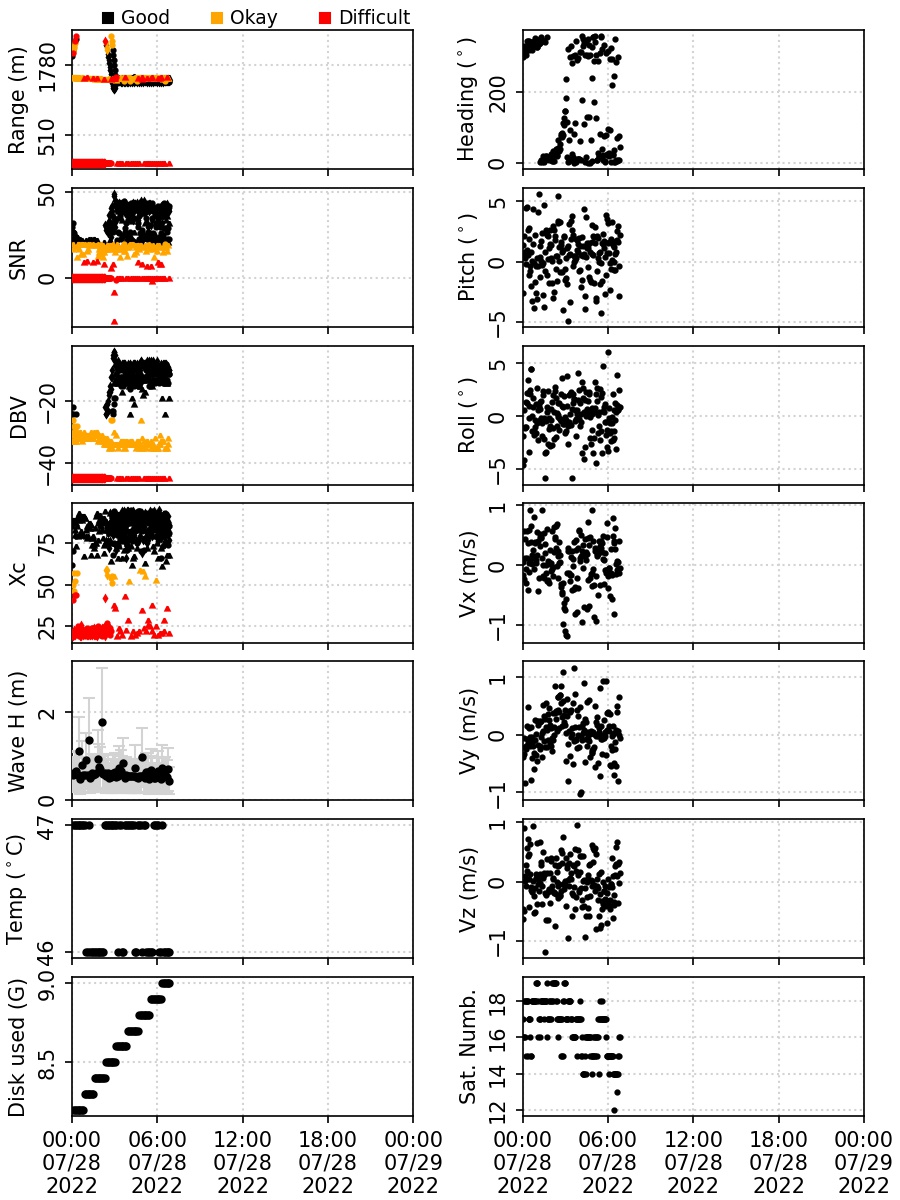 Good Okay Difficult
Range (m)
1780
510
Heading (°)
200
0
SNR
50
0
Pitch (°)
5
0
−5
DBV
−20
−40
Roll (°)
5
0
−5
Xc
75
50
25
Vx (m/s)
1
0
−1
Wave H (m)
2
0
Vy (m/s)
1
0
−1
Temp (°C)
47
46
Vz (m/s)
1
0
−1
Disk used (G)
9.0
8.5
Sat. Numb.
18
16
14
12
00:00 06:00 12:00 18:00 00:00
07/28 07/28 07/28 07/28 07/29
2022 2022 2022 2022 2022
00:00 06:00 12:00 18:00 00:00
07/28 07/28 07/28 07/28 07/29
2022 2022 2022 2022 2022